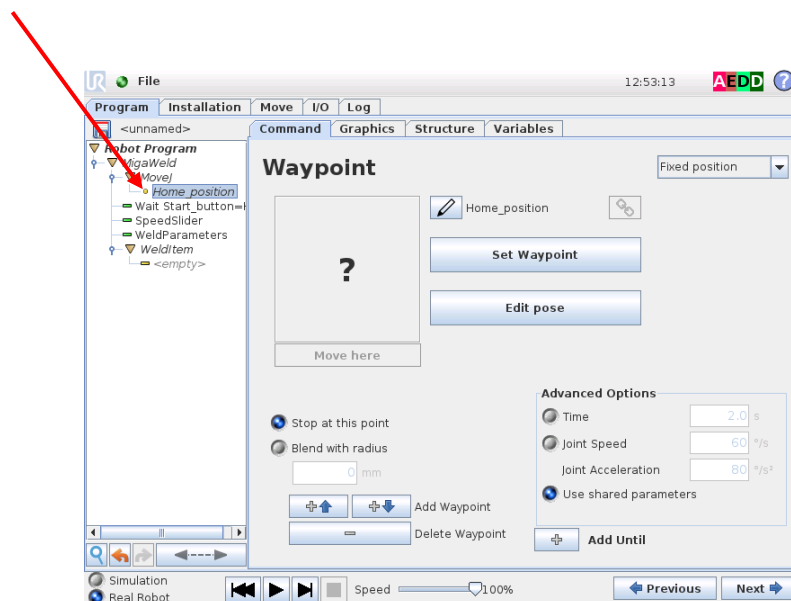 UR File 12:53:13 AEDD ?
Program Installation Move I/O Log
<unnamed> Command Graphics Structure Variables
Robot Program
MigaWeld
MoveJ
Home_position
Wait Start_button=
SpeedSlider
WeldParameters
WeldItem
<empty>
Waypoint
Fixed position
?
Home_position
Set Waypoint
Edit pose
Move here
Stop at this point
Blend with radius
0 mm
Add Waypoint
Delete Waypoint
Advanced Options
Time 2.0 s
Joint Speed 60 °/s
Joint Acceleration 80 °/s²
Use shared parameters
Add Until
Simulation
Real Robot
Speed 100%
Previous Next